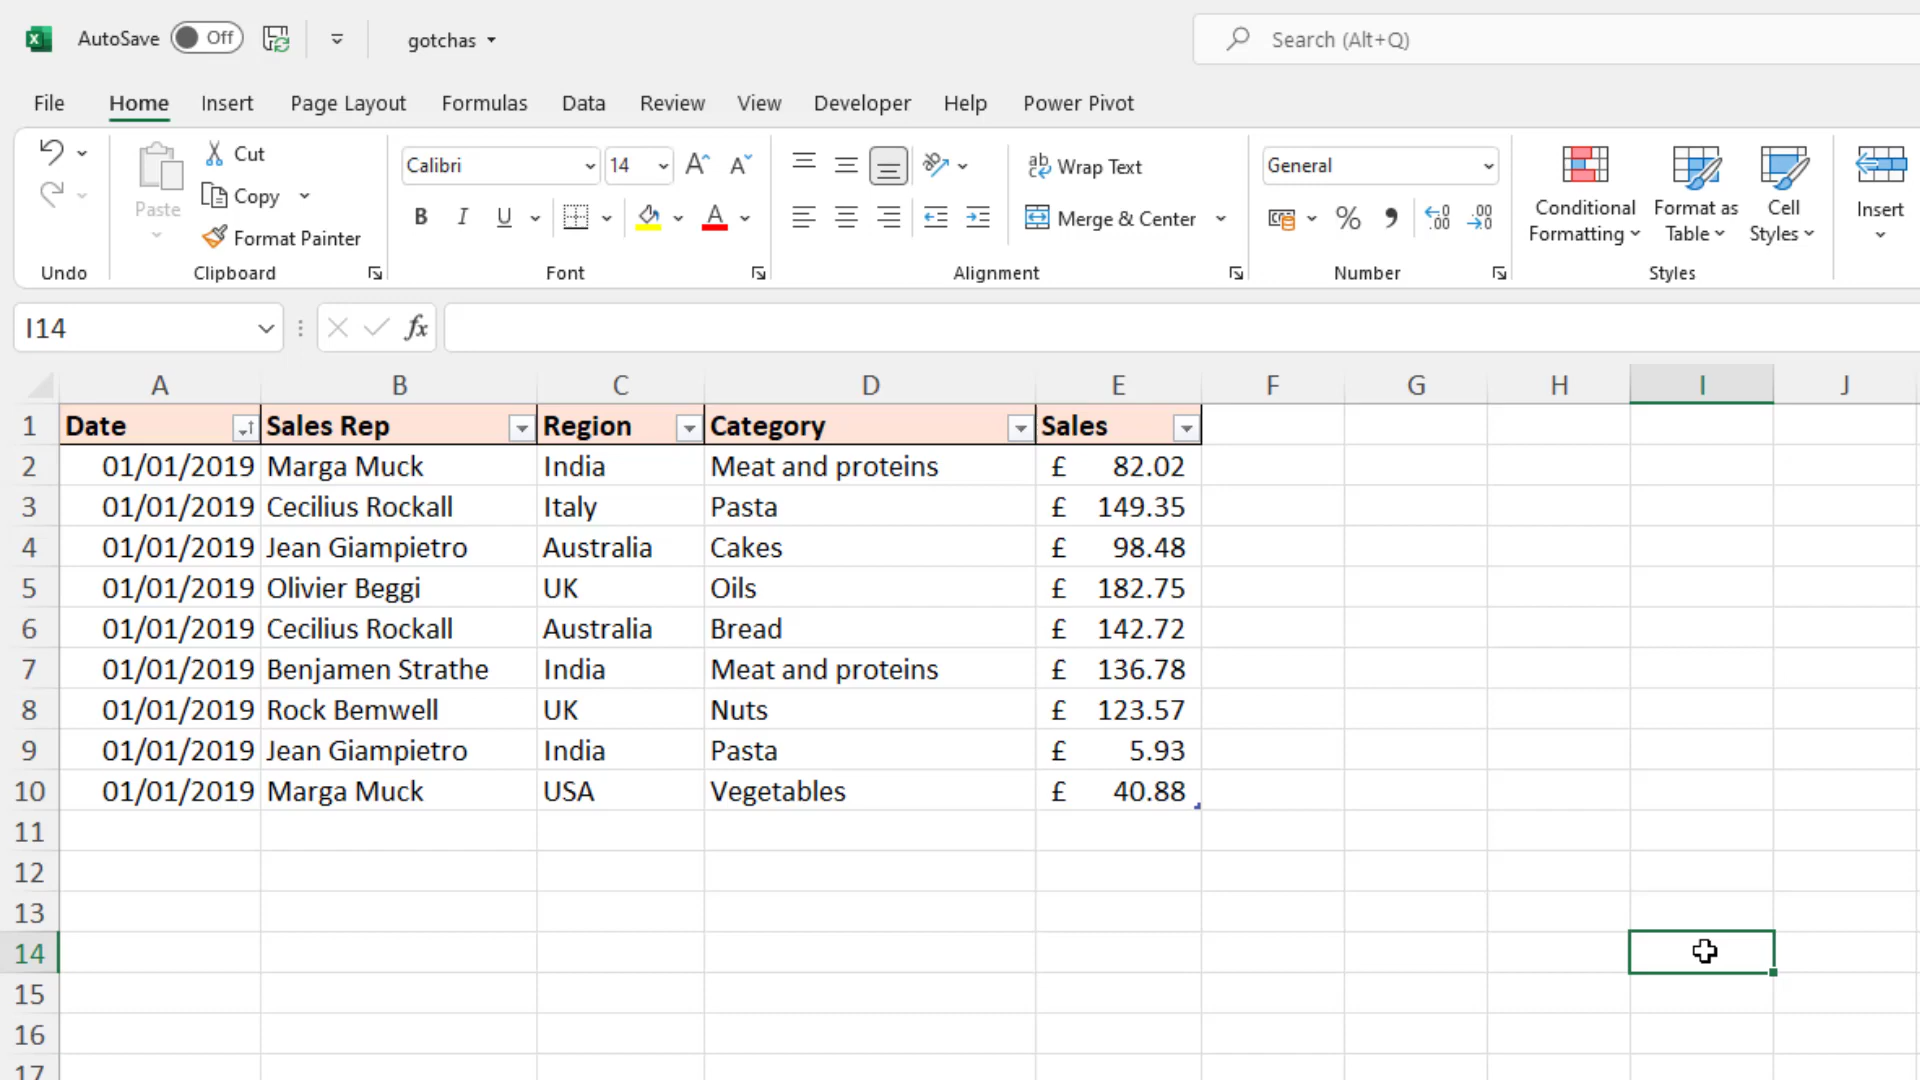 AutoSave Off gotchas Search (Alt+Q)
File Home Insert Page Layout Formulas Data Review View Developer Help Power Pivot
Paste Cut
Copy
Format Painter
Calibri 14
B I U A
Wrap Text
Merge & Center
General
% 9 .00 .00
Conditional Formatting
Format as Table
Cell Styles
Insert
Undo Clipboard Font Alignment Number Styles
I14 fx
A B C D E F G H I J
1 Date Sales Rep Region Category Sales
2 01/01/2019 Marga Muck India Meat and proteins £ 82.02
3 01/01/2019 Cecilius Rockall Italy Pasta £ 149.35
4 01/01/2019 Jean Giampietro Australia Cakes £ 98.48
5 01/01/2019 Olivier Beggi UK Oils £ 182.75
6 01/01/2019 Cecilius Rockall Australia Bread £ 142.72
7 01/01/2019 Benjamen Strathe India Meat and proteins £ 136.78
8 01/01/2019 Rock Bemwell UK Nuts £ 123.57
9 01/01/2019 Jean Giampietro India Pasta £ 5.93
10 01/01/2019 Marga Muck USA Vegetables £ 40.88
11
12
13
14
15
16
17